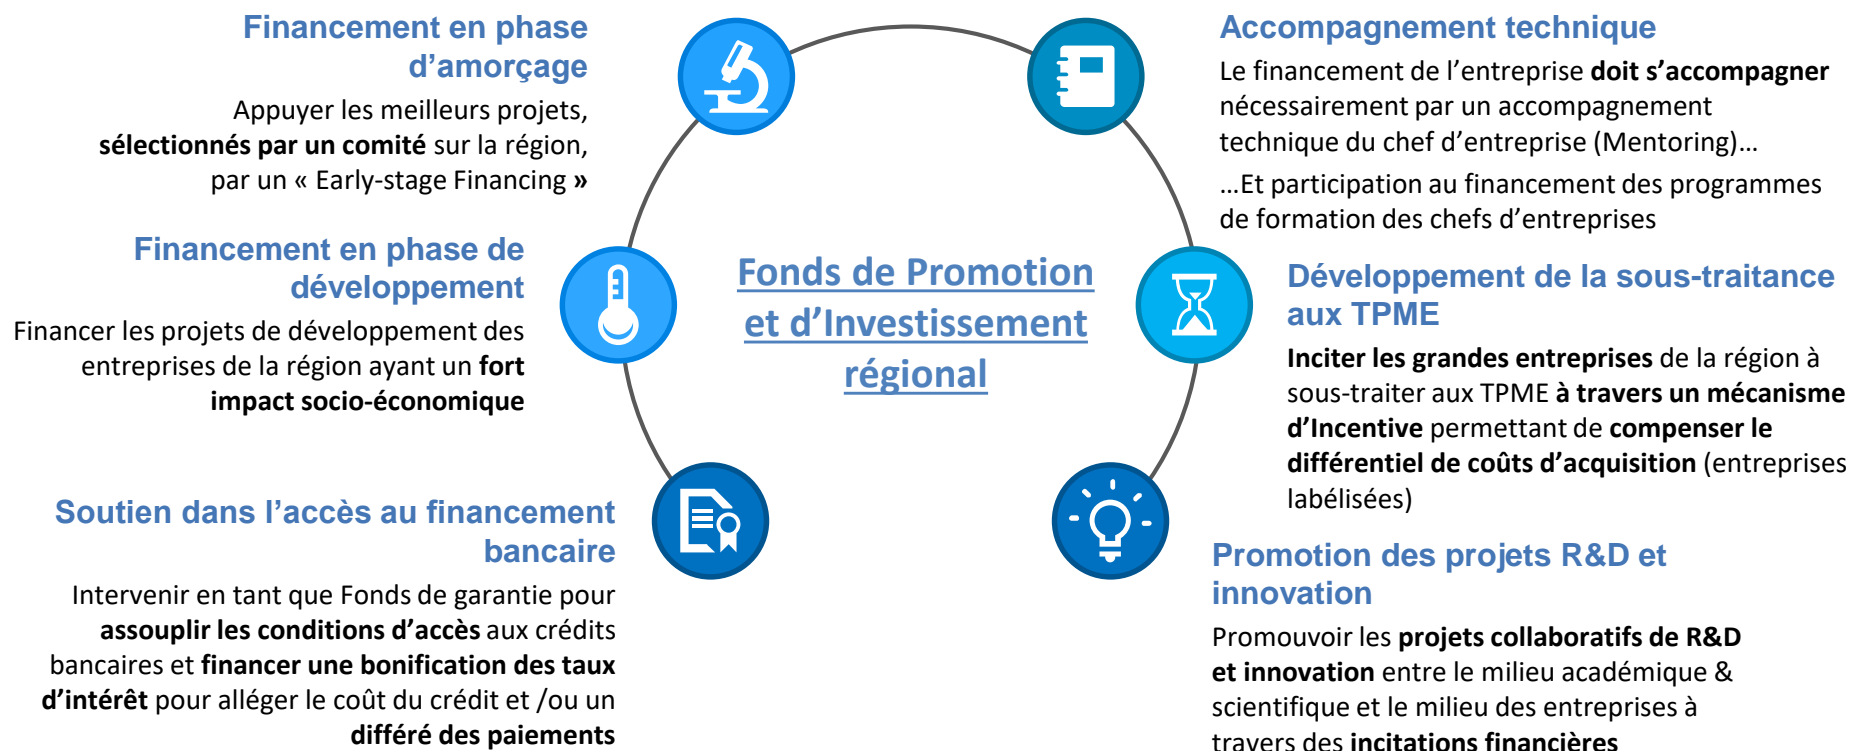 Financement en phase
d’amorçage
Appuyer les meilleurs projets,
sélectionnés par un comité sur la région,
par un « Early-stage Financing »
Financement en phase de
développement
Financer les projets de développement des
entreprises de la région ayant un fort
impact socio-économique
Soutien dans l’accès au financement
bancaire
Intervenir en tant que Fonds de garantie pour
assouplir les conditions d’accès aux crédits
bancaires et financer une bonification des taux
d’intérêt pour alléger le coût du crédit et /ou un
différé des paiements
Fonds de Promotion
et d’Investissement
régional
Accompagnement technique
Le financement de l’entreprise doit s’accompagner
nécessairement par un accompagnement
technique du chef d’entreprise (Mentoring)…
…Et participation au financement des programmes
de formation des chefs d’entreprises
Développement de la sous-traitance
aux TPME
Inciter les grandes entreprises de la région à
sous-traiter aux TPME à travers un mécanisme
d’Incentive permettant de compenser le
différentiel de coûts d’acquisition (entreprises
labélisées)
Promotion des projets R&D et
innovation
Promouvoir les projets collaboratifs de R&D
et innovation entre le milieu académique &
scientifique et le milieu des entreprises à
travers des incitations financières